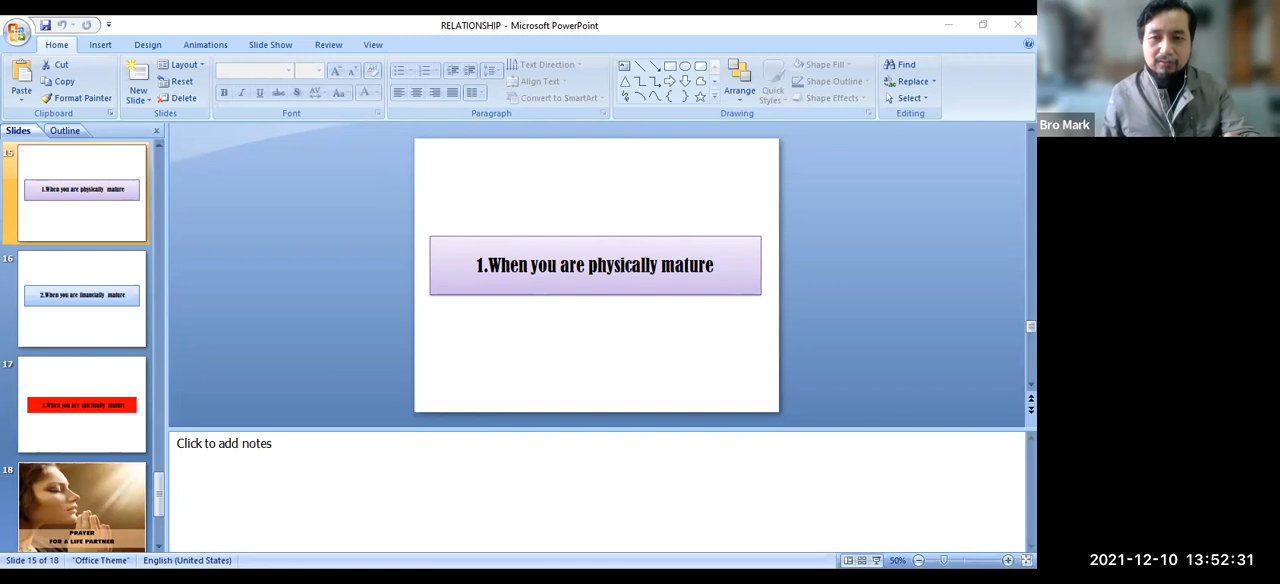 RELATIONSHIP - Microsoft PowerPoint
Home Insert Design Animations Slide Show Review View
Paste
Cut
Copy
Format Painter
Clipboard
New
Slide
Layout
Reset
Delete
Slides
B I U abc S AV Aa A
Font
Text Direction
Align Text
Convert to SmartArt
Paragraph
Arrange
Quick
Styles
Shape Fill
Shape Outline
Shape Effects
Drawing
Find
Replace
Select
Editing
Bro Mark
Slides Outline
15
1.When you are physically mature
16
2.When you are financially mature
17
18
PRAYER
FOR A LIFE PARTNER
1.When you are physically mature
Click to add notes
Slide 15 of 18 "Office Theme" English (United States) 50%
2021-12-10 13:52:31